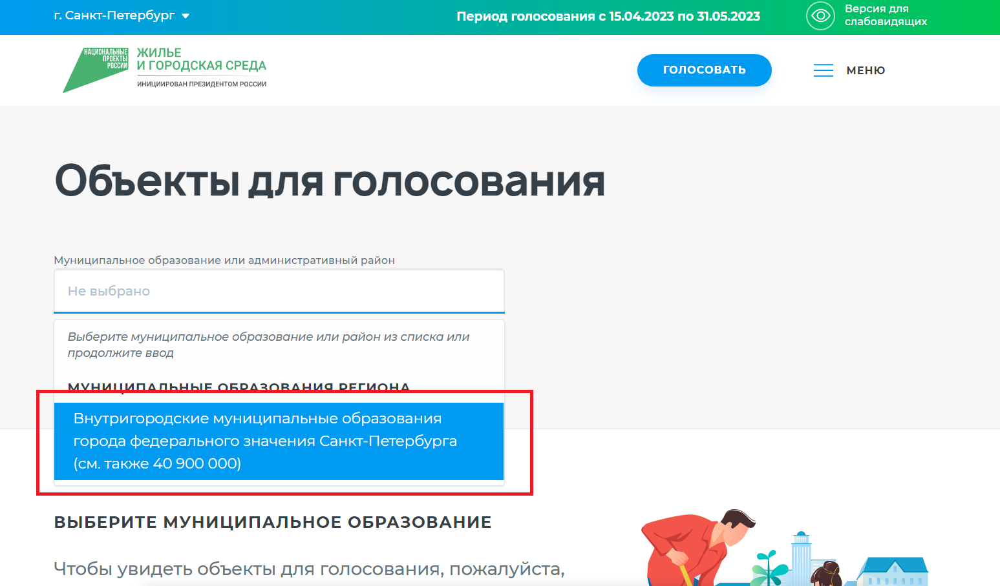 г. Санкт-Петербург
Период голосования с 15.04.2023 по 31.05.2023
Версия для
слабовидящих
НАЦИОНАЛЬНЫЕ
ПРОЕКТЫ
РОССИИ
ЖИЛЬЕ
И ГОРОДСКАЯ СРЕДА
ИНИЦИИРОВАН ПРЕЗИДЕНТОМ РОССИИ
ГОЛОСОВАТЬ
МЕНЮ
Объекты для голосования
Муниципальное образование или административный район
Не выбрано
Выберите муниципальное образование или район из списка или
продолжите ввод
МУНИЦИПАЛЬНЫЕ ОБРАЗОВАНИЯ РЕГИОНА
Внутригородские муниципальные образования
города федерального значения Санкт-Петербурга
(см. также 40 900 000)
ВЫБЕРИТЕ МУНИЦИПАЛЬНОЕ ОБРАЗОВАНИЕ
Чтобы увидеть объекты для голосования, пожалуйста,